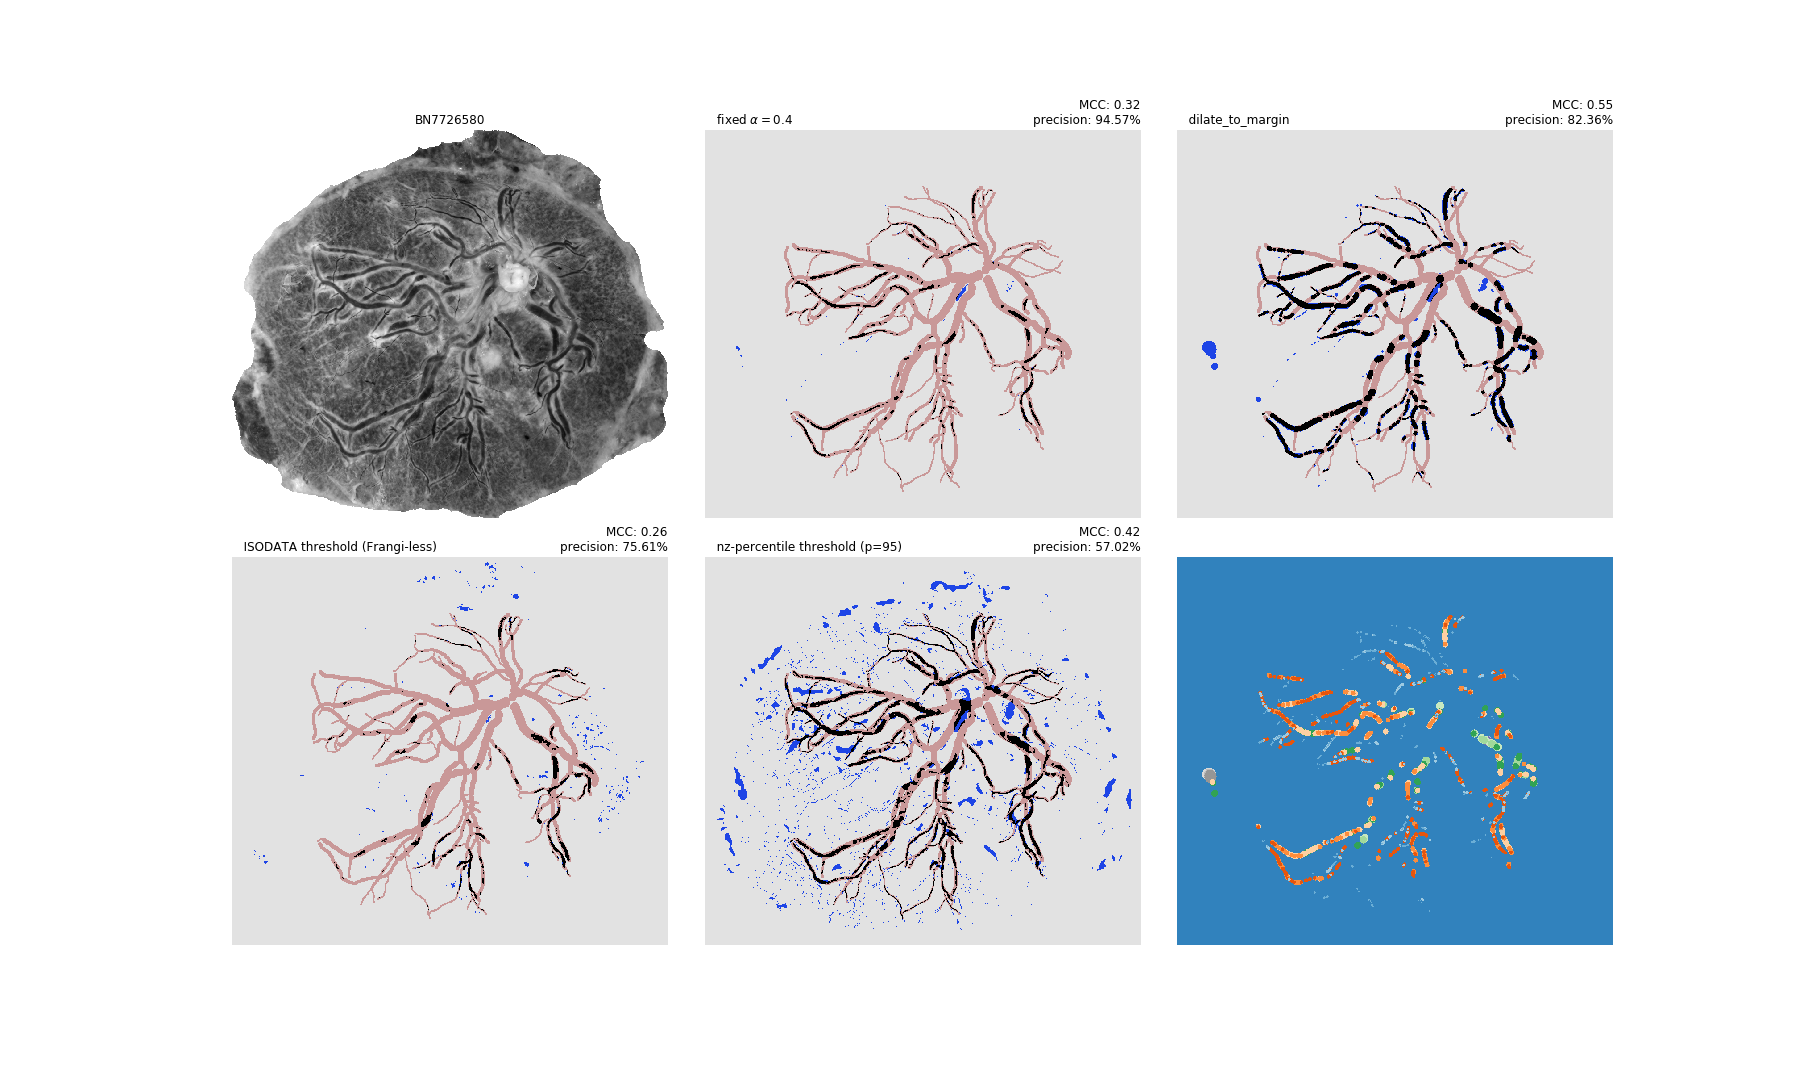 BN7726580
fixed α = 0.4
MCC: 0.32
precision: 94.57%
dilate_to_margin
MCC: 0.55
precision: 82.36%
ISODATA threshold (Frangi-less)
MCC: 0.26
precision: 75.61%
nz-percentile threshold (p=95)
MCC: 0.42
precision: 57.02%